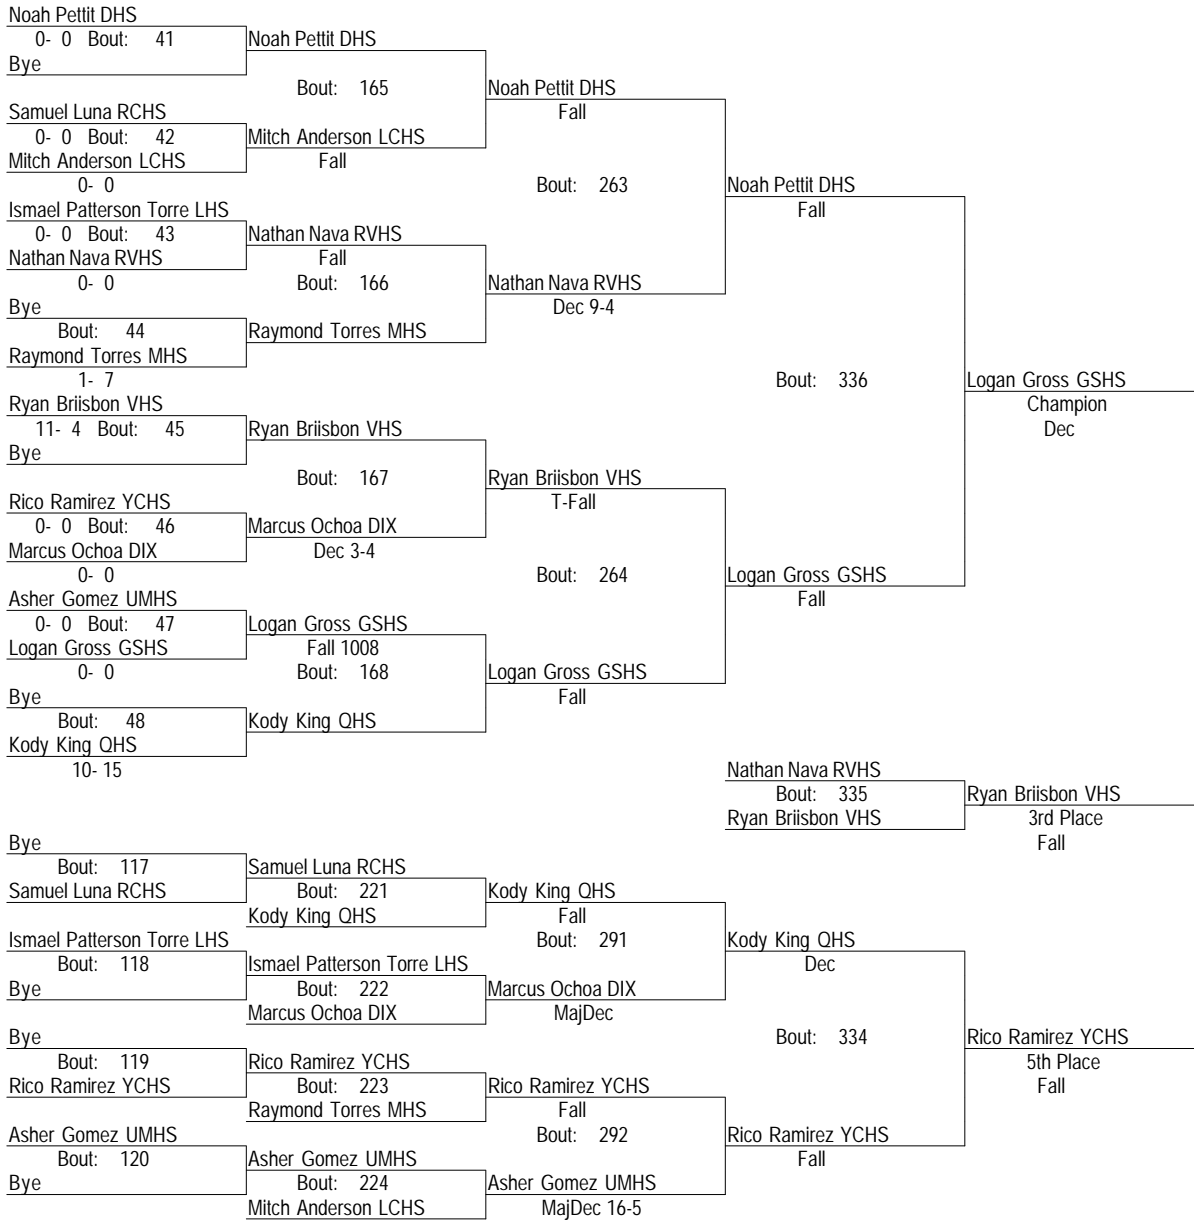 Noah Pettit DHS
0- 0 Bout: 41 Noah Pettit DHS
Bye
Bout: 165 Noah Pettit DHS
Samuel Luna RCHS Fall
0- 0 Bout: 42 Mitch Anderson LCHS
Mitch Anderson LCHS Fall
0- 0 Bout: 263 Noah Pettit DHS
Ismael Patterson Torre LHS Fall
0- 0 Bout: 43 Nathan Nava RVHS
Nathan Nava RVHS Fall
0- 0 Bout: 166 Nathan Nava RVHS
Bye Dec 9-4
Bout: 44 Raymond Torres MHS
Raymond Torres MHS
1- 7 Bout: 336 Logan Gross GSHS
Ryan Briisbon VHS Champion
11- 4 Bout: 45 Ryan Briisbon VHS Dec
Bye
Bout: 167 Ryan Briisbon VHS
Rico Ramirez YCHS T-Fall
0- 0 Bout: 46 Marcus Ochoa DIX
Marcus Ochoa DIX Dec 3-4
0- 0 Bout: 264 Logan Gross GSHS
Asher Gomez UMHS Fall
0- 0 Bout: 47 Logan Gross GSHS
Logan Gross GSHS Fall 1008
0- 0 Bout: 168 Logan Gross GSHS
Bye Fall
Bout: 48 Kody King QHS
Kody King QHS
10- 15 Nathan Nava RVHS
Bout: 335 Ryan Briisbon VHS
Ryan Briisbon VHS 3rd Place
Bye Fall
Bout: 117 Samuel Luna RCHS
Samuel Luna RCHS Bout: 221 Kody King QHS
Kody King QHS Fall
Ismael Patterson Torre LHS Bout: 291 Kody King QHS
Bout: 118 Ismael Patterson Torre LHS Dec
Bye Bout: 222 Marcus Ochoa DIX
Marcus Ochoa DIX MajDec
Bye Bout: 334 Rico Ramirez YCHS
Bout: 119 Rico Ramirez YCHS 5th Place
Rico Ramirez YCHS Bout: 223 Rico Ramirez YCHS Fall
Raymond Torres MHS Fall
Asher Gomez UMHS Bout: 292 Rico Ramirez YCHS
Bout: 120 Asher Gomez UMHS Fall
Bye Bout: 224 Asher Gomez UMHS
Mitch Anderson LCHS MajDec 16-5